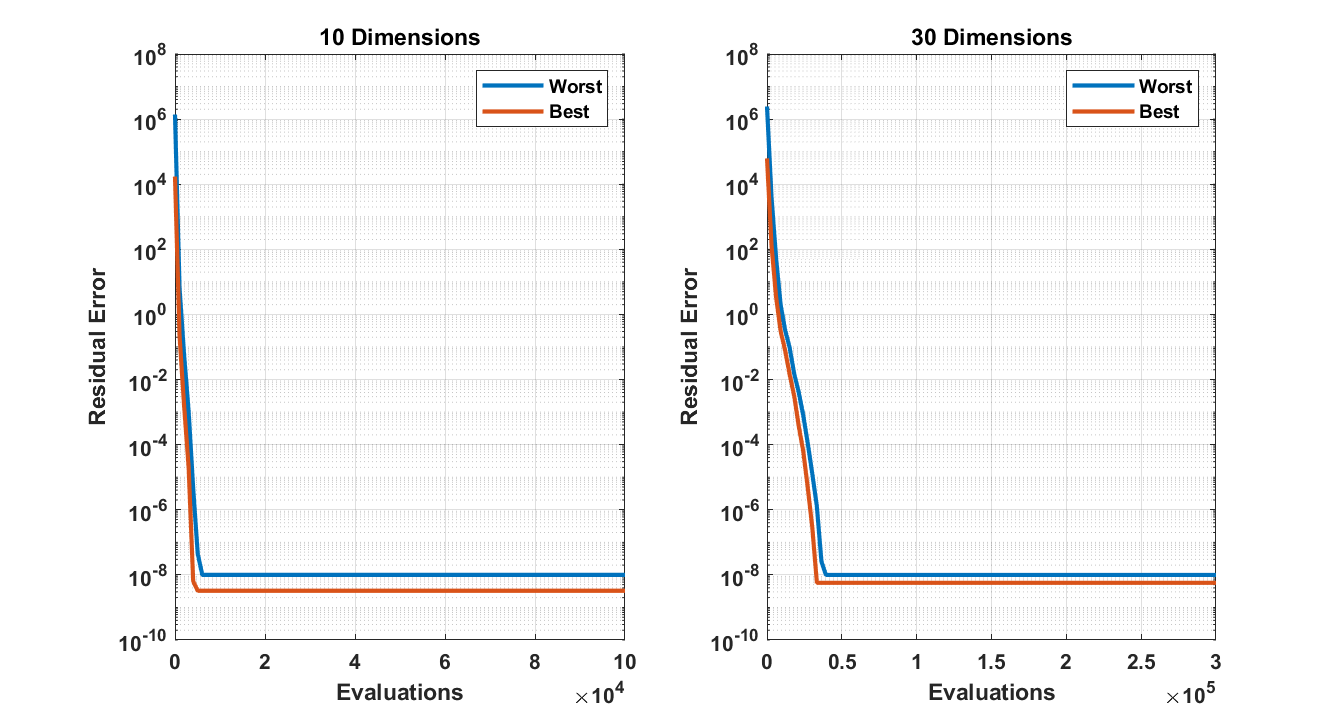 10 Dimensions
10^8
10^6
10^4
10^2
10^0
10^-2
10^-4
10^-6
10^-8
10^-10
Residual Error
Worst
Best
0 2 4 6 8 10
Evaluations
×10^4
30 Dimensions
10^8
10^6
10^4
10^2
10^0
10^-2
10^-4
10^-6
10^-8
10^-10
Residual Error
Worst
Best
0 0.5 1 1.5 2 2.5 3
Evaluations
×10^5